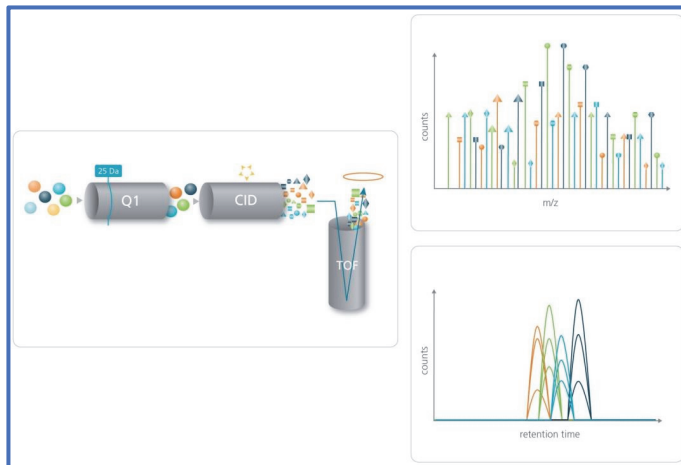 25 Da
Q1
CID
TOF
counts
m/z
counts
retention time